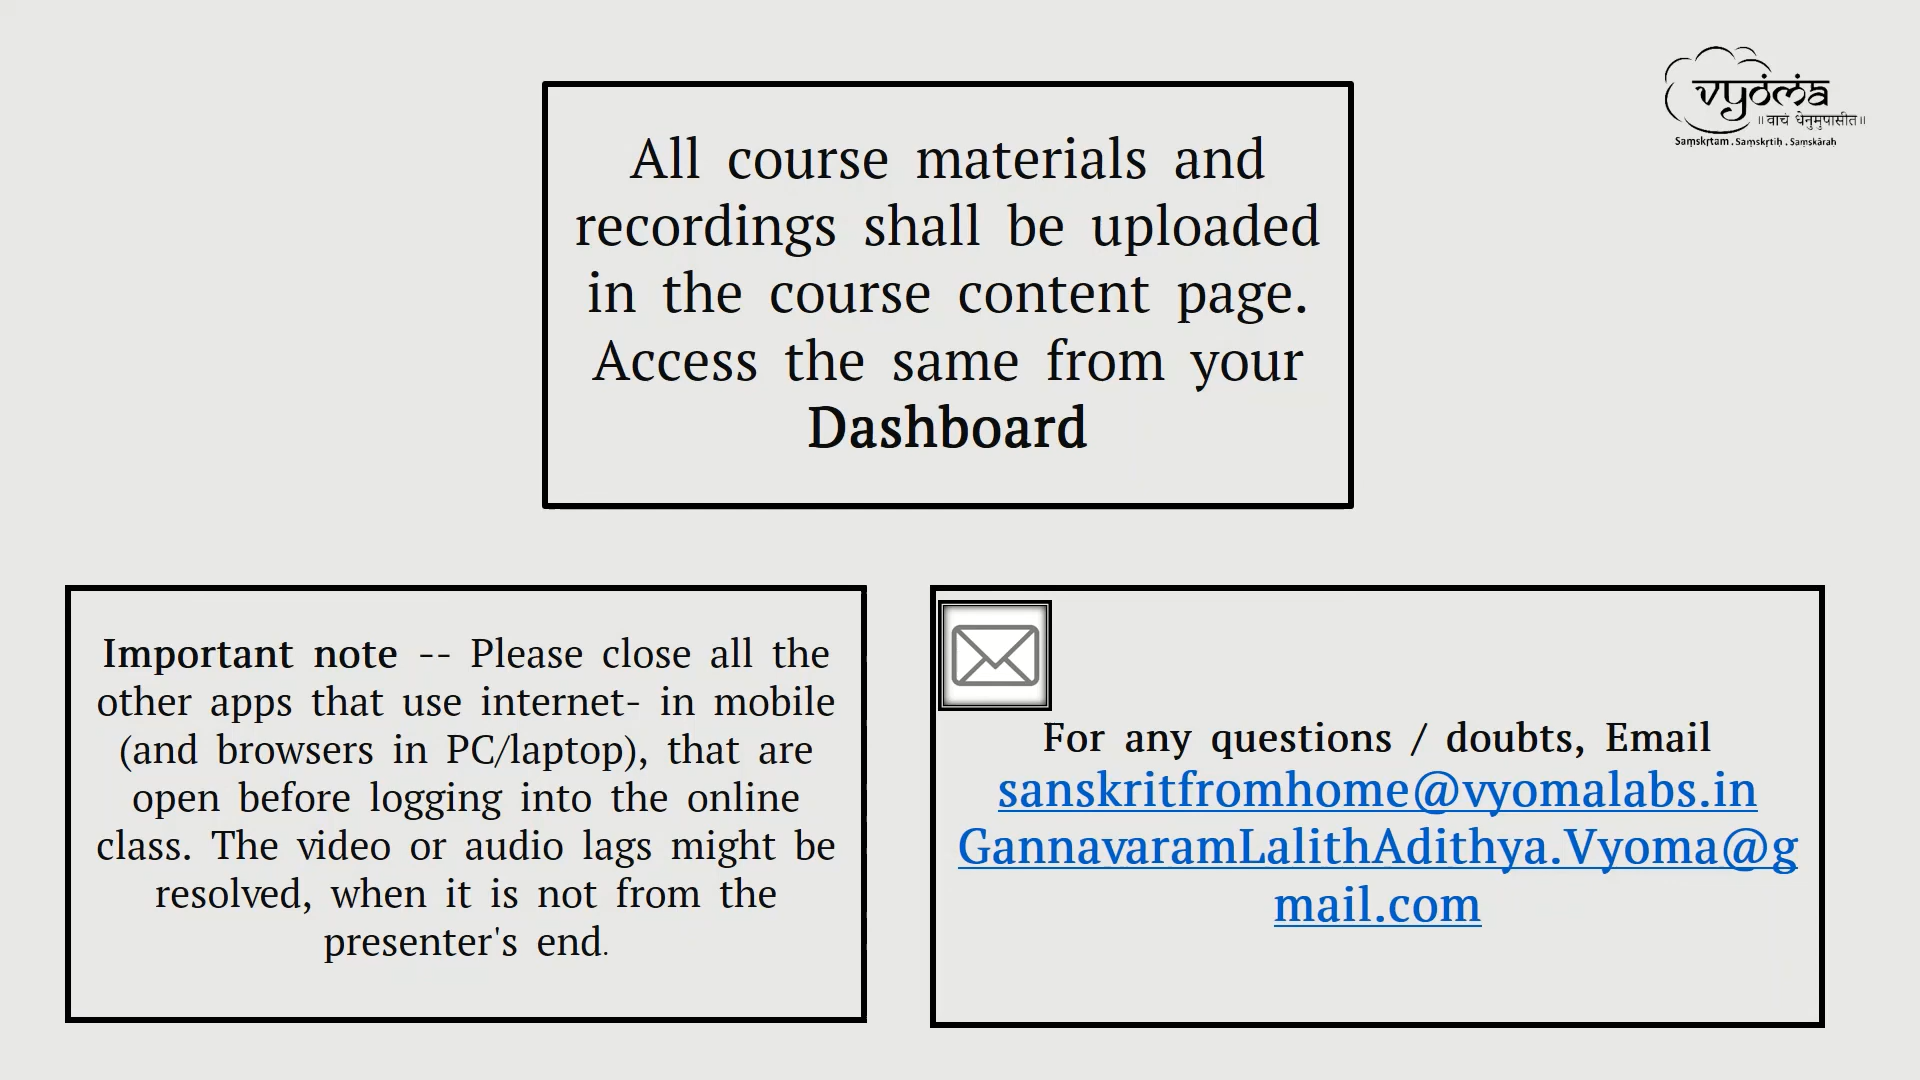 vyoma
॥वाचं धेनुमुपासीत॥
Saṃskṛtam . Saṃskṛtiḥ . Saṃskārah
All course materials and
recordings shall be uploaded
in the course content page.
Access the same from your
Dashboard
Important note -- Please close all the
other apps that use internet- in mobile
(and browsers in PC/laptop), that are
open before logging into the online
class. The video or audio lags might be
resolved, when it is not from the
presenter's end.
For any questions / doubts, Email
sanskritfromhome@vyomalabs.in
GannavaramLalithAdithya.Vyoma@g
mail.com